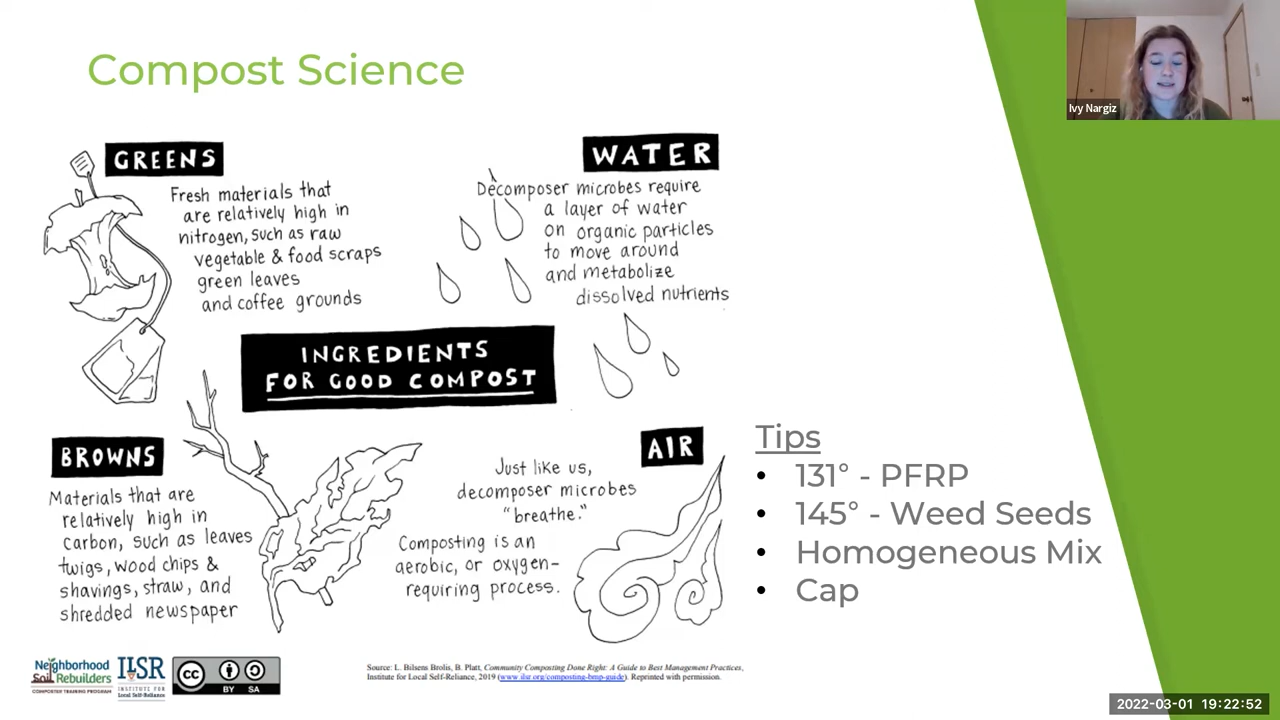 Compost Science
Ivy Nargiz
GREENS
Fresh materials that
are relatively high in
nitrogen, such as raw
vegetable & food scraps
green leaves
and coffee grounds
WATER
Decomposer microbes require
a layer of water
on organic particles
to move around
and metabolize
dissolved nutrients
INGREDIENTS
FOR GOOD COMPOST
BROWNS
Materials that are
relatively high in
carbon, such as leaves
twigs, wood chips &
shavings, straw, and
shredded newspaper
AIR
Just like us,
decomposer microbes
"breathe."
Composting is an
aerobic, or oxygen-
requiring process.
Tips
• 131° - PFRP
• 145° - Weed Seeds
• Homogeneous Mix
• Cap
Neighborhood
Soil Rebuilders
COMPOSTER TRAINING PROGRAM
ILSR
INSTITUTE FOR
Local Self-Reliance
CC
BY SA
Source: L. Bilsens Brolis, B. Platt, Community Composting Done Right: A Guide to Best Management Practices,
Institute for Local Self-Reliance, 2019 (www.ilsr.org/composting-bmp-guide). Reprinted with permission.
2022-03-01 19:22:52